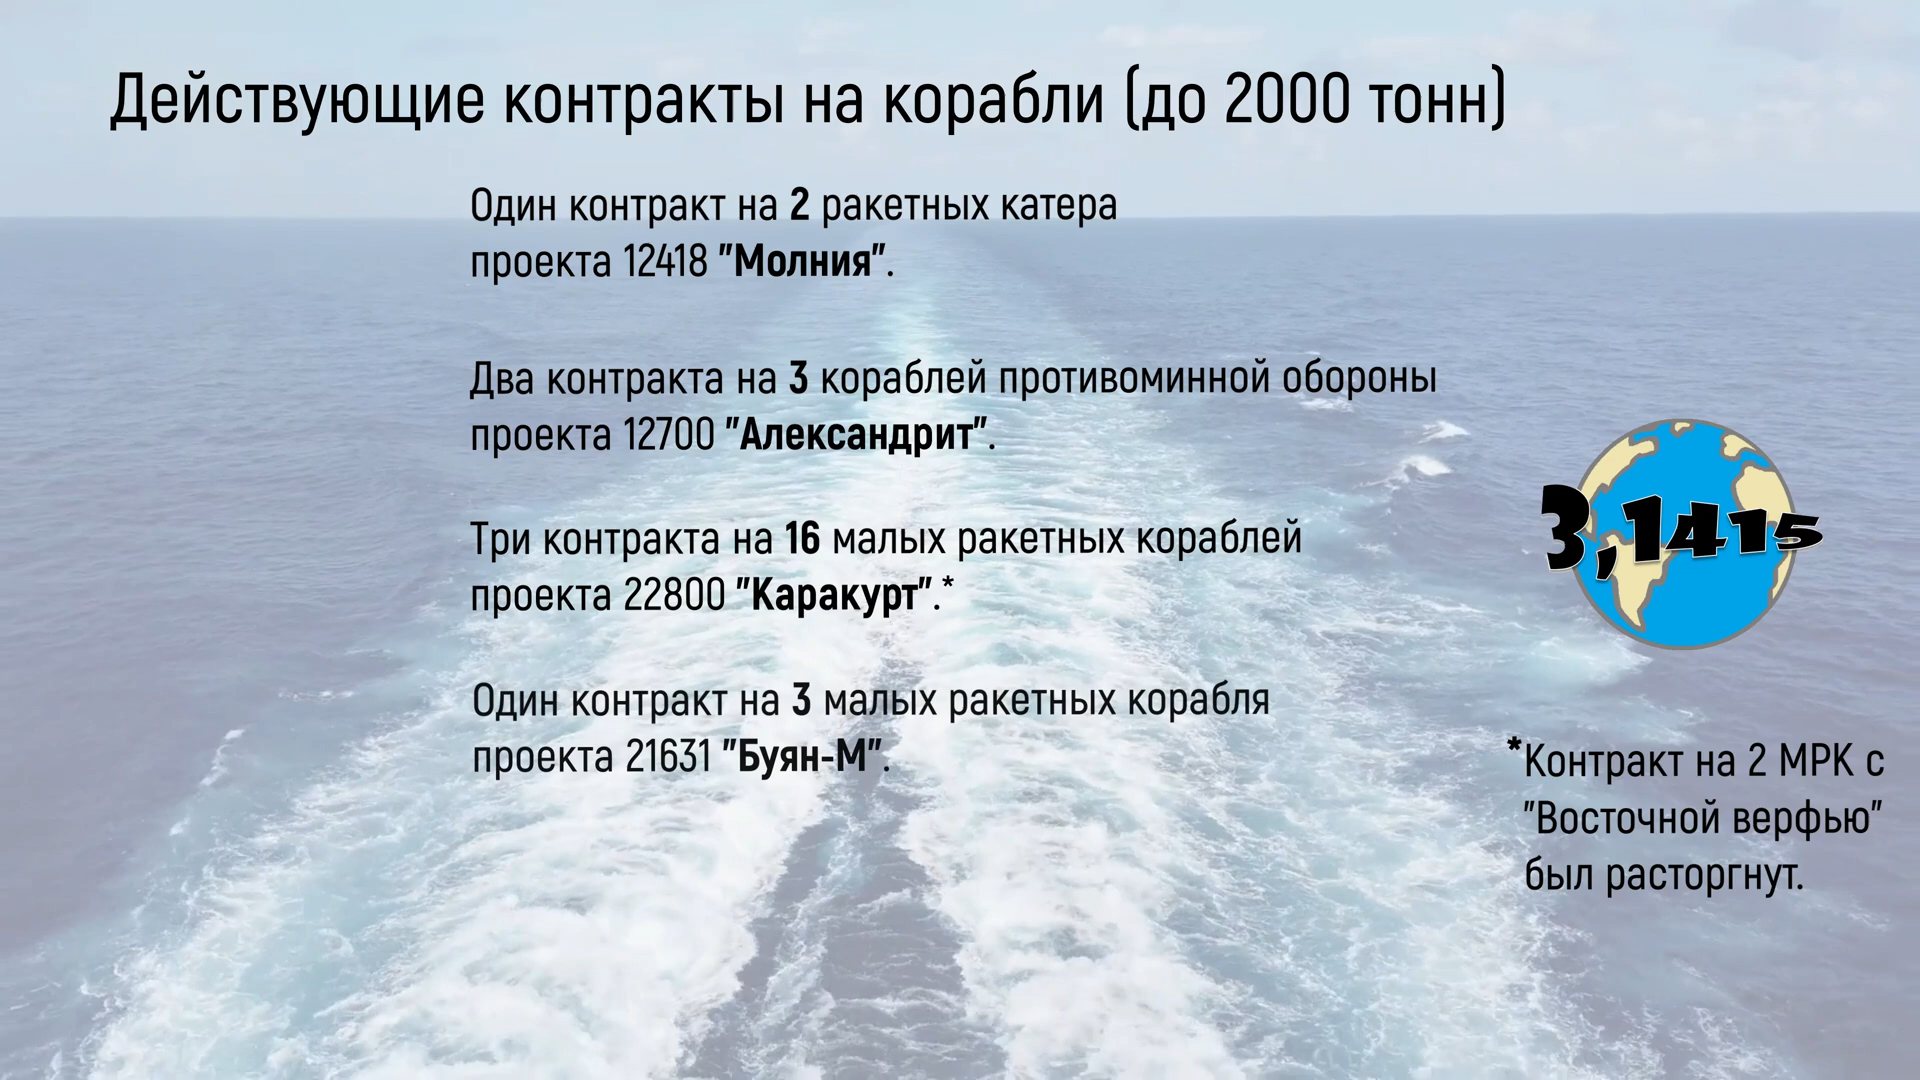 Действующие контракты на корабли (до 2000 тонн)
Один контракт на 2 ракетных катера
проекта 12418 "Молния".
Два контракта на 3 кораблей противоминной обороны
проекта 12700 "Александрит".
Три контракта на 16 малых ракетных кораблей
проекта 22800 "Каракурт".*
Один контракт на 3 малых ракетных корабля
проекта 21631 "Буян-М".
3,1415
*Контракт на 2 МРК с
"Восточной верфью"
был расторгнут.